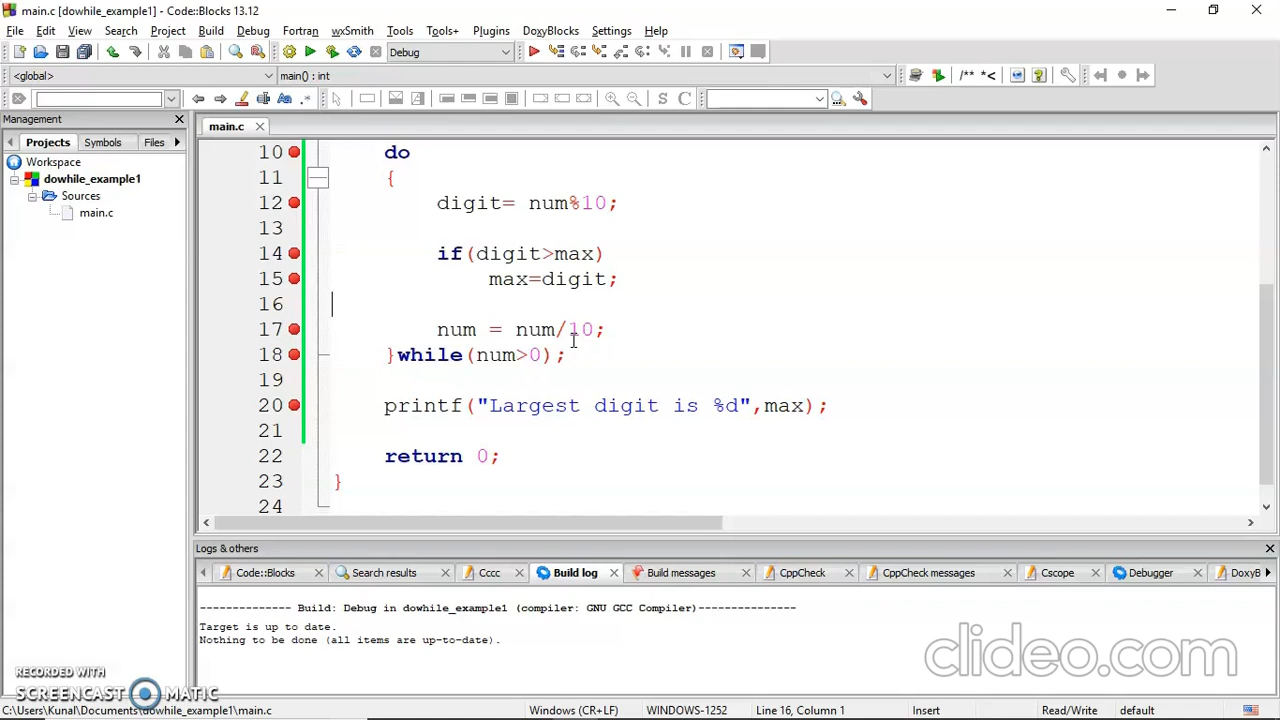 main.c [dowhile_example1] - Code::Blocks 13.12
File Edit View Search Project Build Debug Fortran wxSmith Tools Tools+ Plugins DoxyBlocks Settings Help
Debug
<global> main() : int /** *<
S C
Management main.c
Projects Symbols Files
Workspace
dowhile_example1
Sources
main.c
10 do
11 {
12 digit= num%10;
13
14 if(digit>max)
15 max=digit;
16
17 num = num/10;
18 }while(num>0);
19
20 printf("Largest digit is %d",max);
21
22 return 0;
23 }
24
Logs & others
Code::Blocks Search results Cccc Build log Build messages CppCheck CppCheck messages Cscope Debugger DoxyB
-------------- Build: Debug in dowhile_example1 (compiler: GNU GCC Compiler)---------------
Target is up to date.
Nothing to be done (all items are up-to-date).
clideo.com
RECORDED WITH
SCREENCAST MATIC
C:\Users\Kunal\Documents\dowhile_example1\main.c Windows (CR+LF) WINDOWS-1252 Line 16, Column 1 Insert Read/Write default